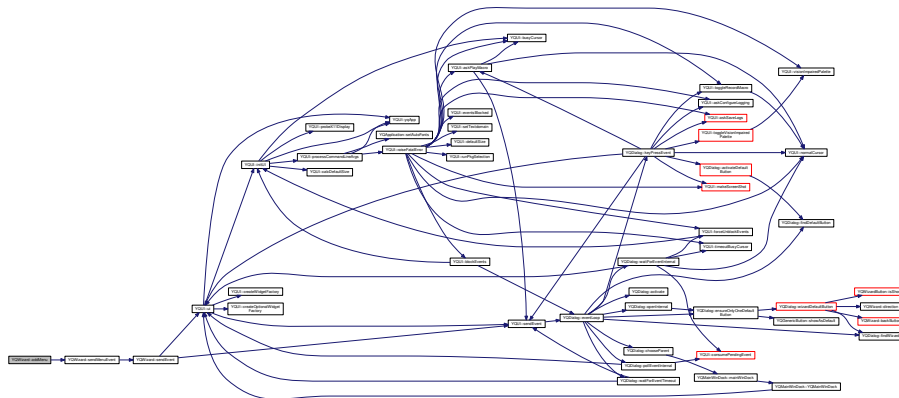 YQWizard::addMenu
YQWizard::sendMenuEvent
YQWizard::sendEvent
YQUI::ui
YQUI::createWidgetFactory
YQUI::createOptionalWidget
Factory
YQUI::initUI
YQUI::probeX11Display
YQUI::processCommandLineArgs
YQUI::calcDefaultSize
YQUI::yqApp
YQApplication::setAutoFonts
YQUI::raiseFatalError
YQUI::blockEvents
YQUI::busyCursor
YQUI::askPlayMacro
YQUI::eventsBlocked
YQUI::setTextdomain
YQUI::defaultSize
YQUI::runPkgSelection
YQUI::sendEvent
YQDialog::eventLoop
YQDialog::keyPressEvent
YQDialog::waitForEventInternal
YQDialog::activate
YQDialog::openInternal
YQDialog::chooseParent
YQDialog::pollEventInternal
YQDialog::waitForEventTimeout
YQUI::toggleRecordMacro
YQUI::askConfigureLogging
YQUI::askSaveLogs
YQUI::toggleVisionImpaired
Palette
YQDialog::activateDefault
Button
YQUI::makeScreenShot
YQUI::forceUnblockEvents
YQUI::timeoutBusyCursor
YQDialog::ensureOnlyOneDefault
Button
YQUI::consumePendingEvent
YQMainWinDock::mainWinDock
YQUI::visionImpairedPalette
YQUI::normalCursor
YQDialog::findDefaultButton
YQDialog::wizardDefaultButton
YQGenericButton::showAsDefault
YQMainWinDock::YQMainWinDock
YQWizard::direction
YQDialog::findWizard